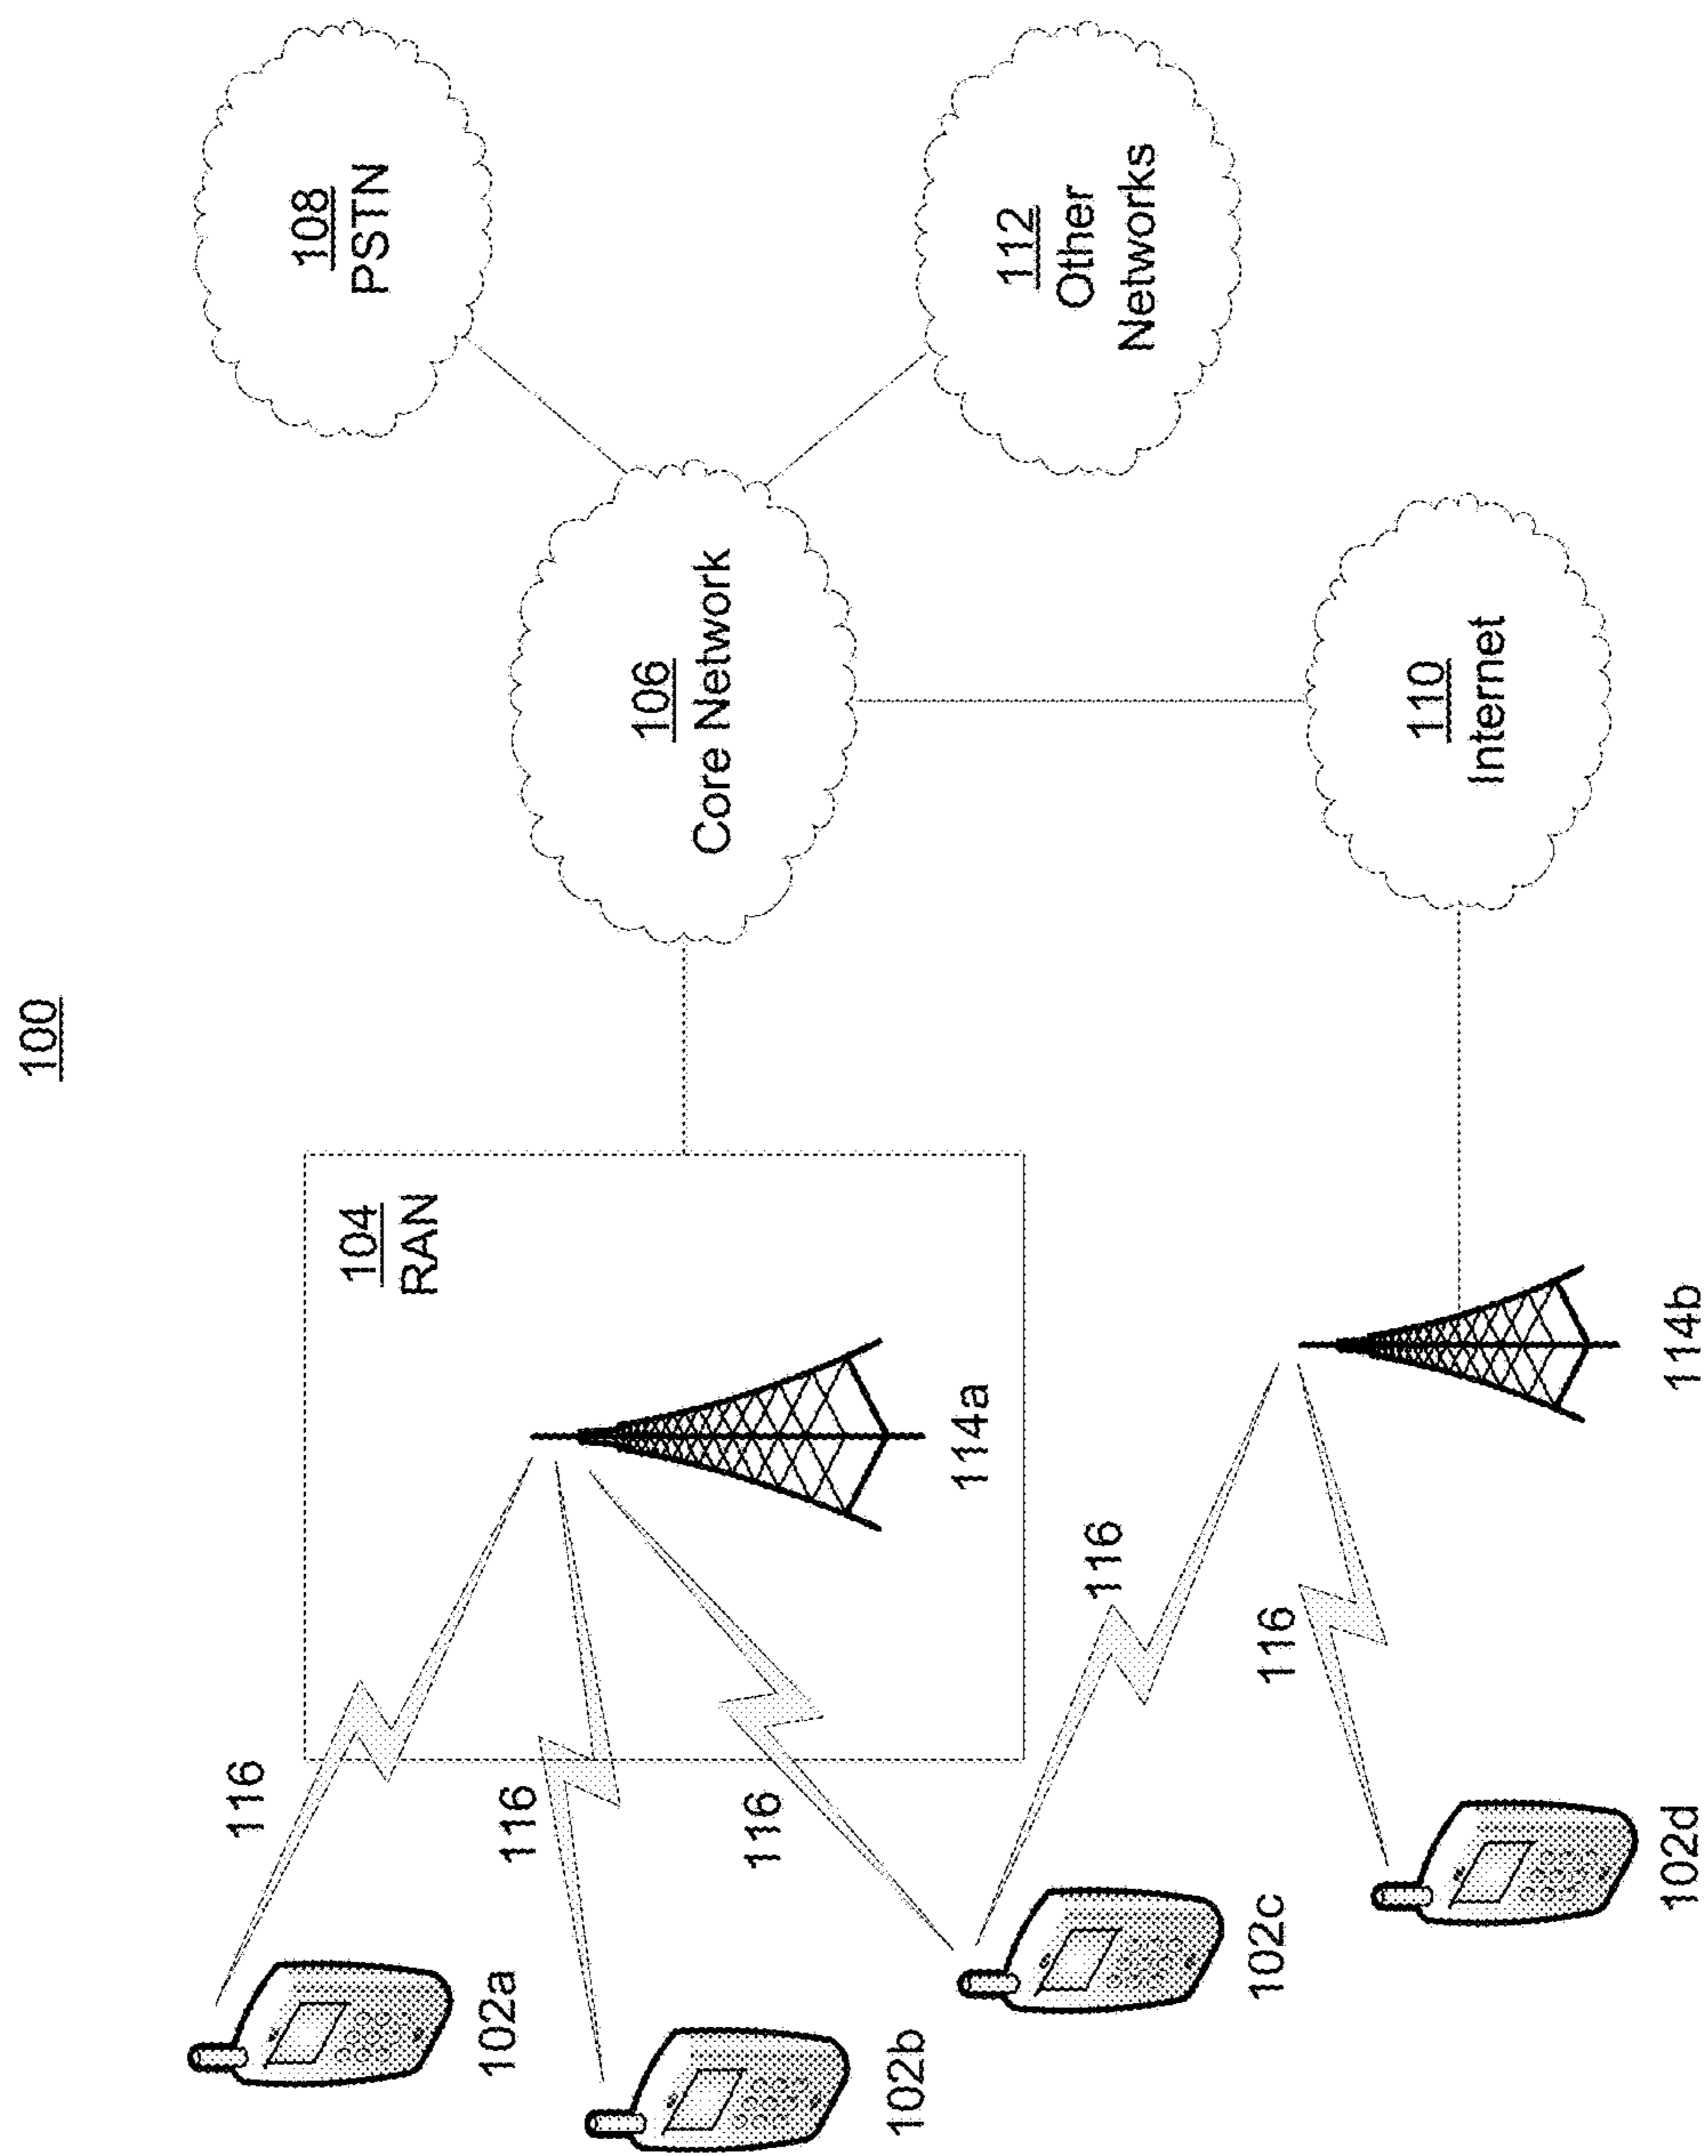 100
102a
116
104
RAN
108
PSTN
116
102b
106
Core Network
116
114a
112
Other
Networks
102c
116
116
110
Internet
102d
114b